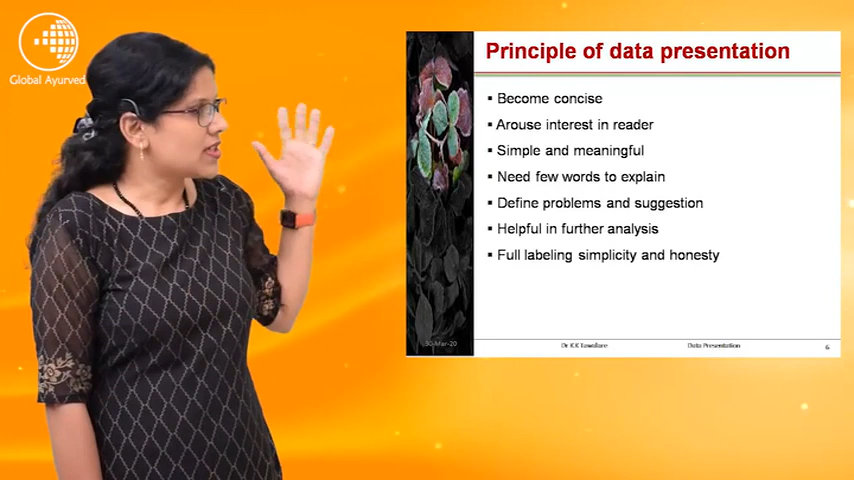 Global Ayurved
Principle of data presentation
▪ Become concise
▪ Arouse interest in reader
▪ Simple and meaningful
▪ Need few words to explain
▪ Define problems and suggestion
▪ Helpful in further analysis
▪ Full labeling simplicity and honesty
30-Mar-20
Data Presentation
6